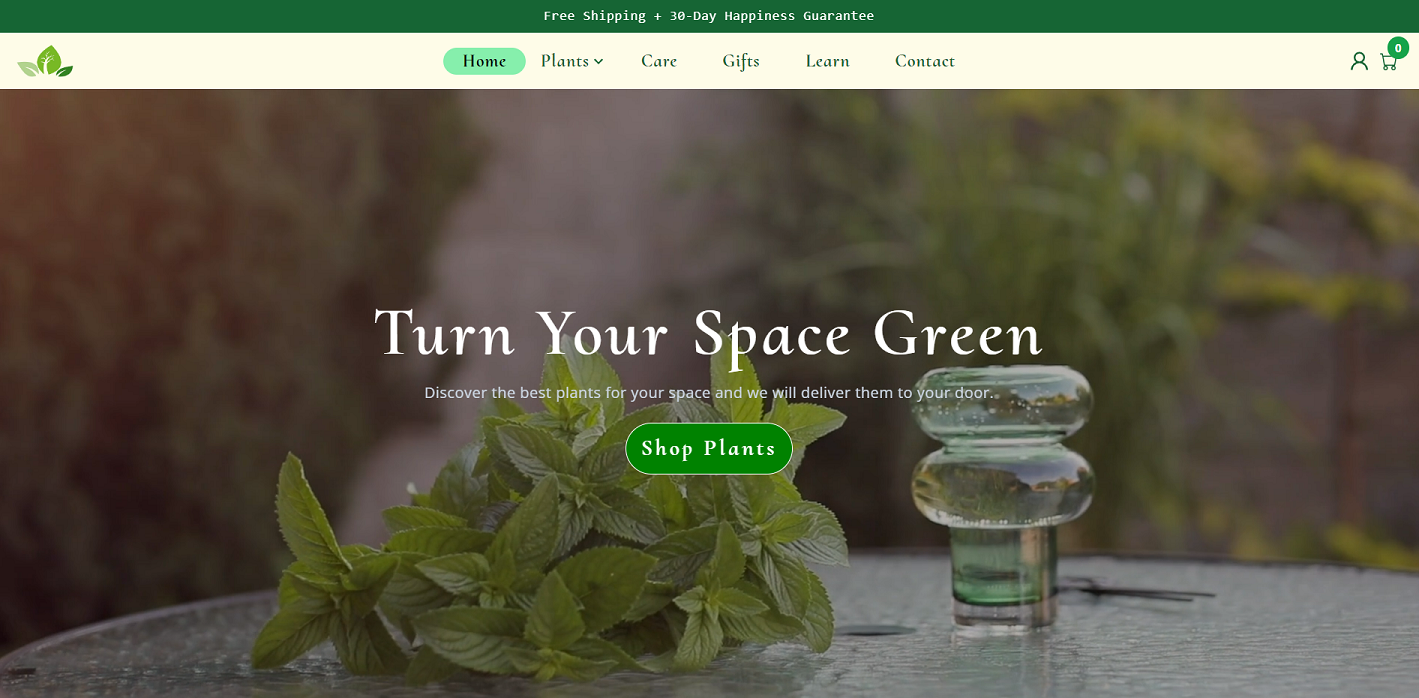 Free Shipping + 30-Day Happiness Guarantee
Home Plants Care Gifts Learn Contact 0
Turn Your Space Green
Discover the best plants for your space and we will deliver them to your door.
Shop Plants